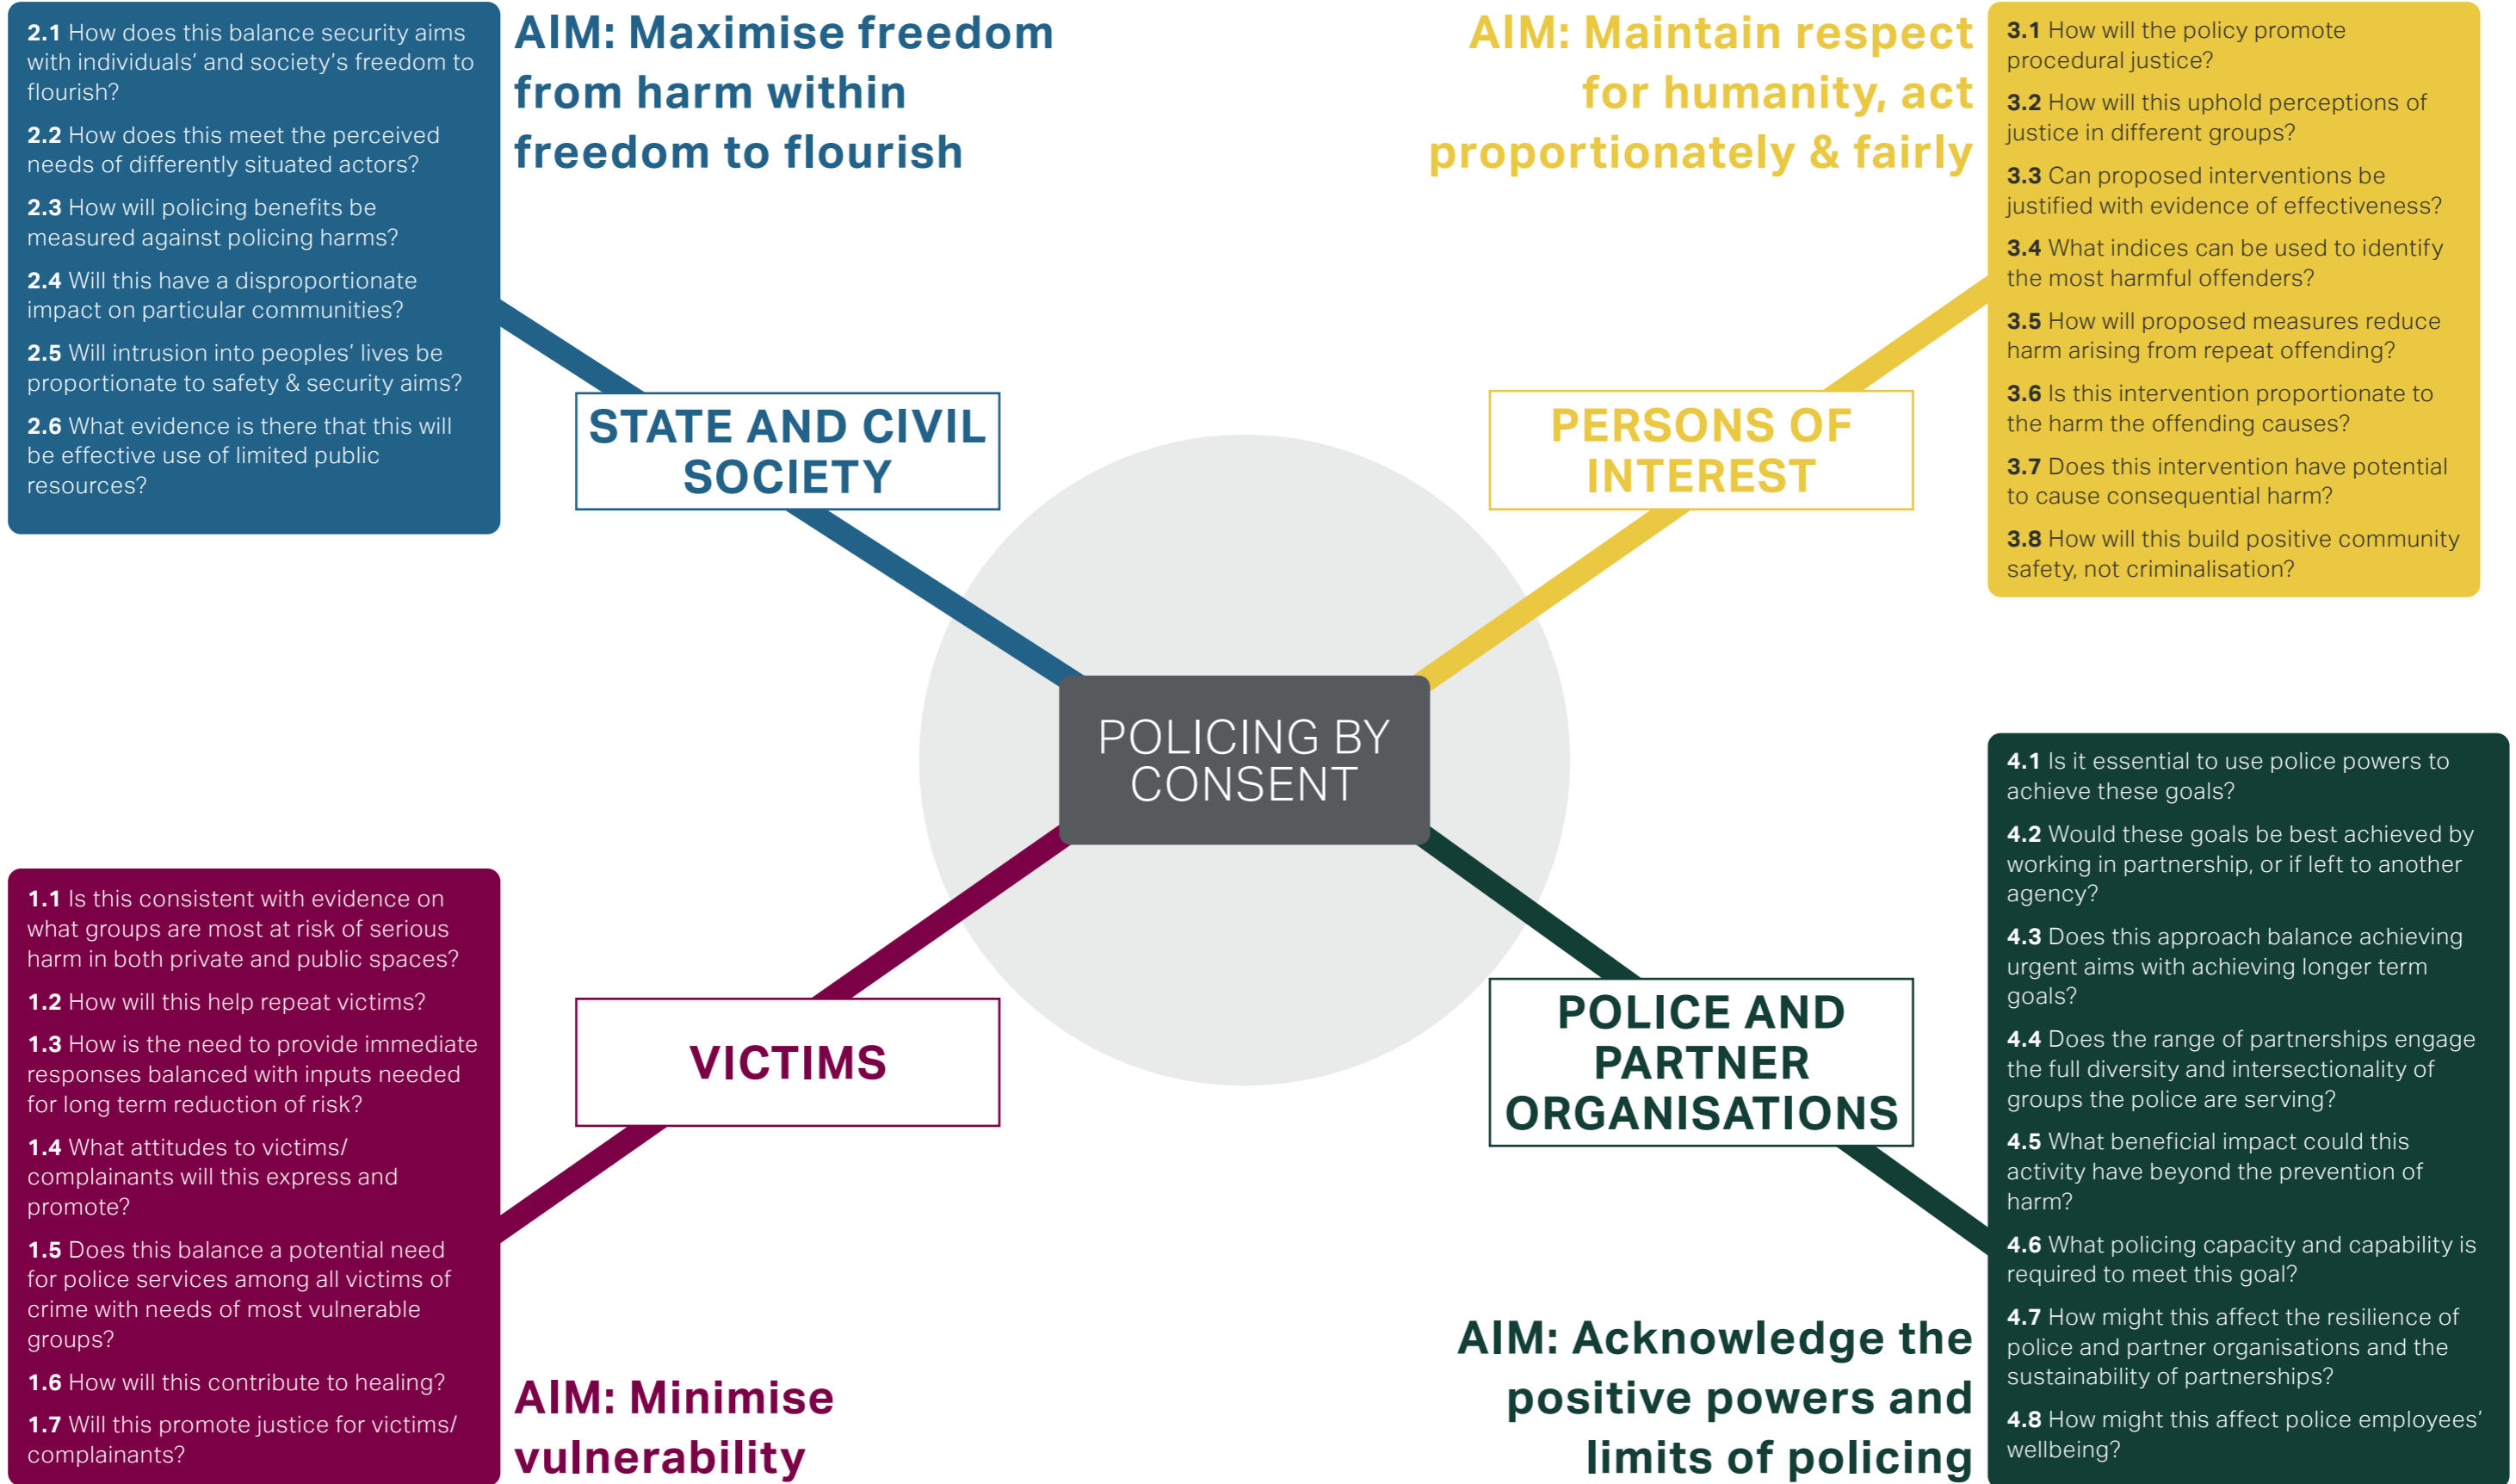 2.1 How does this balance security aims
with individuals’ and society’s freedom to
flourish?
2.2 How does this meet the perceived
needs of differently situated actors?
2.3 How will policing benefits be
measured against policing harms?
2.4 Will this have a disproportionate
impact on particular communities?
2.5 Will intrusion into peoples’ lives be
proportionate to safety & security aims?
2.6 What evidence is there that this will
be effective use of limited public
resources?
AIM: Maximise freedom
from harm within
freedom to flourish
AIM: Maintain respect
for humanity, act
proportionately & fairly
3.1 How will the policy promote
procedural justice?
3.2 How will this uphold perceptions of
justice in different groups?
3.3 Can proposed interventions be
justified with evidence of effectiveness?
3.4 What indices can be used to identify
the most harmful offenders?
3.5 How will proposed measures reduce
harm arising from repeat offending?
3.6 Is this intervention proportionate to
the harm the offending causes?
3.7 Does this intervention have potential
to cause consequential harm?
3.8 How will this build positive community
safety, not criminalisation?
STATE AND CIVIL
SOCIETY
PERSONS OF
INTEREST
POLICING BY
CONSENT
1.1 Is this consistent with evidence on
what groups are most at risk of serious
harm in both private and public spaces?
1.2 How will this help repeat victims?
1.3 How is the need to provide immediate
responses balanced with inputs needed
for long term reduction of risk?
1.4 What attitudes to victims/
complainants will this express and
promote?
1.5 Does this balance a potential need
for police services among all victims of
crime with needs of most vulnerable
groups?
1.6 How will this contribute to healing?
1.7 Will this promote justice for victims/
complainants?
VICTIMS
AIM: Minimise
vulnerability
POLICE AND
PARTNER
ORGANISATIONS
AIM: Acknowledge the
positive powers and
limits of policing
4.1 Is it essential to use police powers to
achieve these goals?
4.2 Would these goals be best achieved by
working in partnership, or if left to another
agency?
4.3 Does this approach balance achieving
urgent aims with achieving longer term
goals?
4.4 Does the range of partnerships engage
the full diversity and intersectionality of
groups the police are serving?
4.5 What beneficial impact could this
activity have beyond the prevention of
harm?
4.6 What policing capacity and capability is
required to meet this goal?
4.7 How might this affect the resilience of
police and partner organisations and the
sustainability of partnerships?
4.8 How might this affect police employees’
wellbeing?